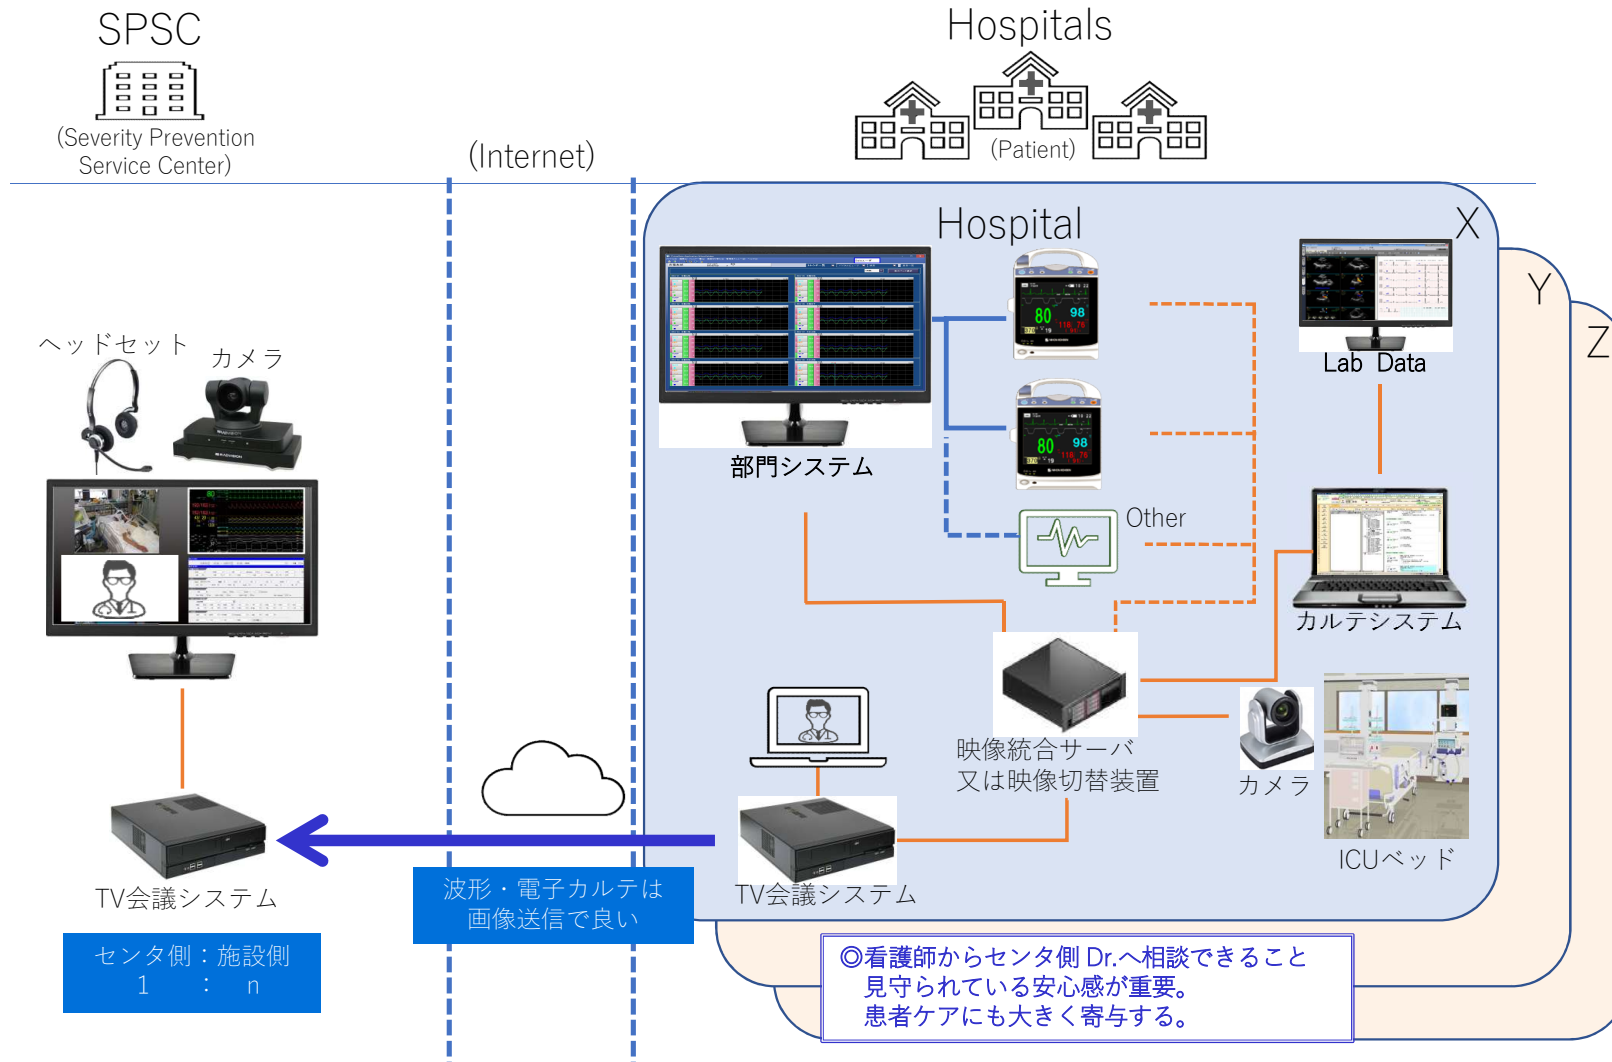 SPSC
(Severity Prevention
Service Center)
(Internet)
Hospitals
(Patient)
Hospital
X
Y
Z
ヘッドセット
カメラ
部門システム
80
98
80
98
Other
Lab Data
カルテシステム
映像統合サーバ
又は映像切替装置
カメラ
ICUベッド
TV会議システム
TV会議システム
波形・電子カルテは
画像送信で良い
センタ側：施設側
1 ： n
◎看護師からセンタ側 Dr.へ相談できること
見守られている安心感が重要。
患者ケアにも大きく寄与する。